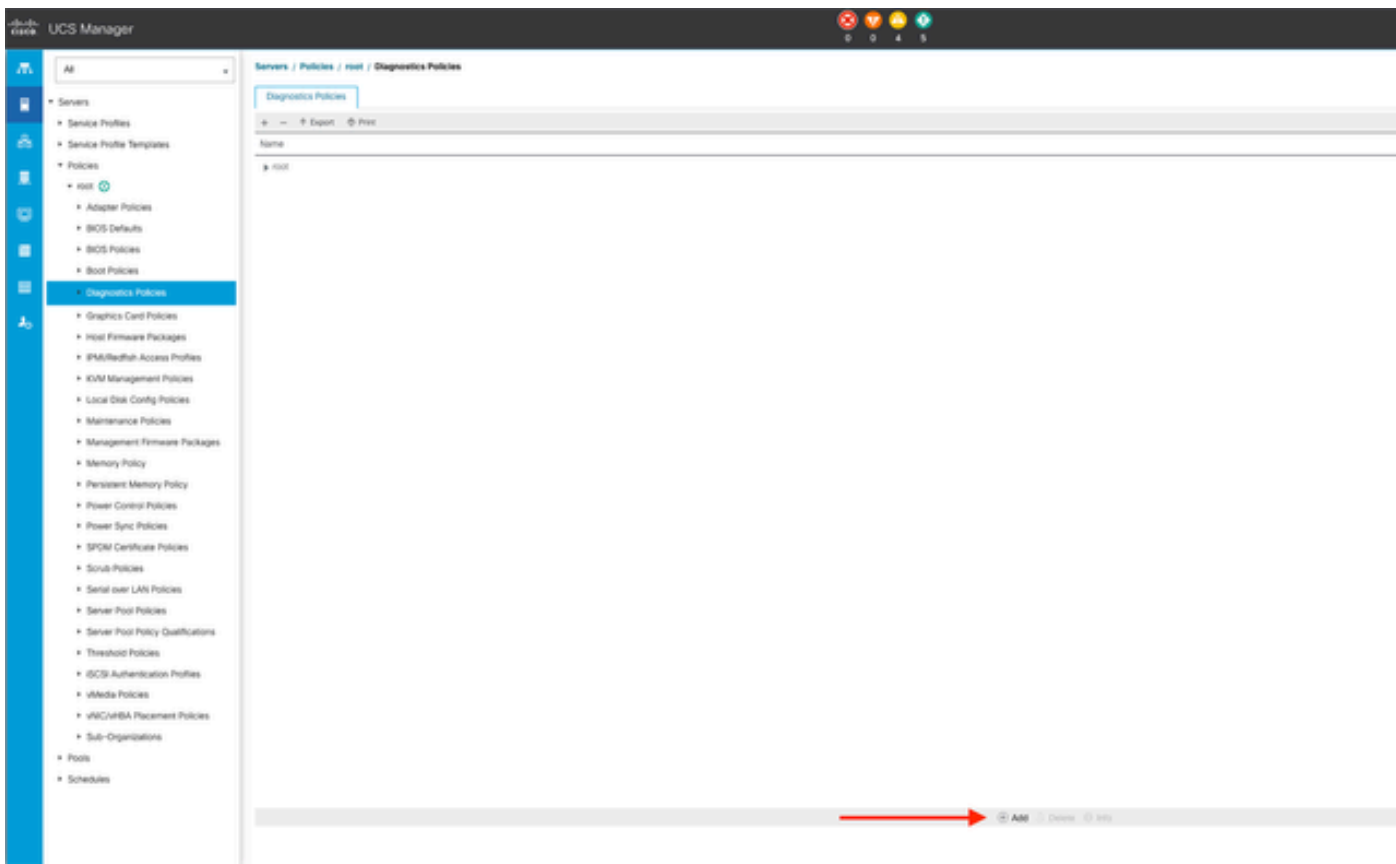 cisco UCS Manager
0 0 4 5
All
Servers / Policies / root / Diagnostics Policies
Diagnostics Policies
+ − Export Print
Name
root
Servers
Service Profiles
Service Profile Templates
Policies
root
Adapter Policies
BIOS Defaults
BIOS Policies
Boot Policies
Diagnostics Policies
Graphics Card Policies
Host Firmware Packages
IPMI/Redfish Access Profiles
KVM Management Policies
Local Disk Config Policies
Maintenance Policies
Management Firmware Packages
Memory Policy
Persistent Memory Policy
Power Control Policies
Power Sync Policies
SPDM Certificate Policies
Scrub Policies
Serial over LAN Policies
Server Pool Policies
Server Pool Policy Qualifications
Threshold Policies
iSCSI Authentication Profiles
vMedia Policies
vNIC/vHBA Placement Policies
Sub-Organizations
Pools
Schedules
Add Delete Info